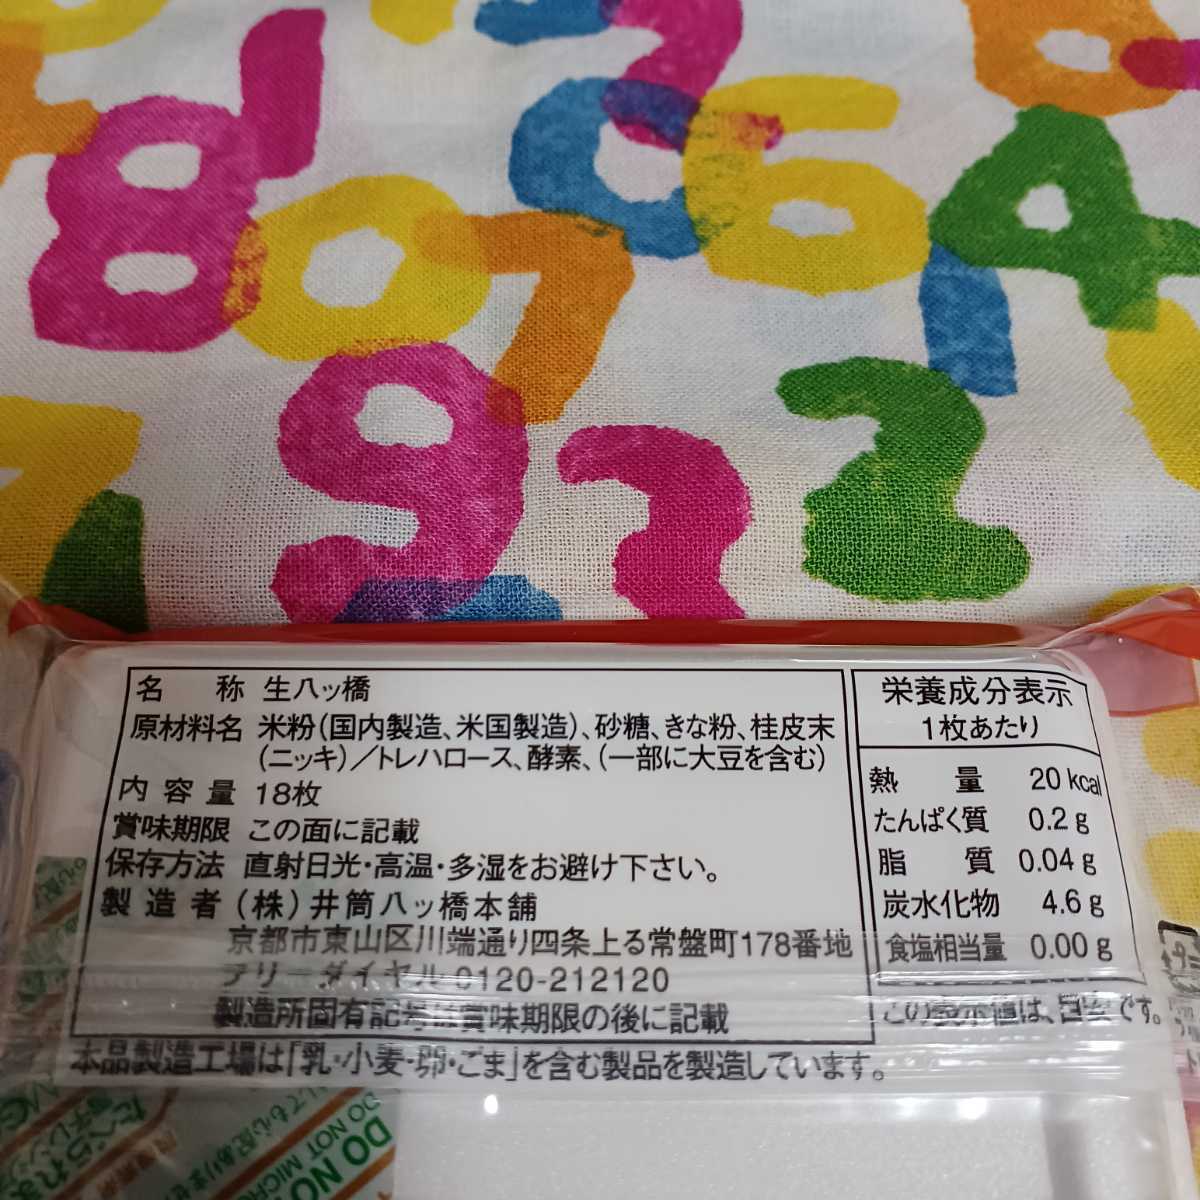 名称 生八ッ橋
原材料名 米粉(国内製造、米国製造)、砂糖、きな粉、桂皮末
(ニッキ)/トレハロース、酵素、(一部に大豆を含む)
内容量 18枚
賞味期限 この面に記載
保存方法 直射日光・高温・多湿をお避け下さい。
製造者 (株)井筒八ッ橋本舗
京都市東山区川端通り四条上る常盤町178番地
フリーダイヤル 0120-212120
製造所固有記号は賞味期限の後に記載
本品製造工場は「乳・小麦・卵・ごま」を含む製品を製造しています。
栄養成分表示
1枚あたり
熱量 20 kcal
たんぱく質 0.2 g
脂質 0.04 g
炭水化物 4.6 g
食塩相当量 0.00 g
この表示値は、目安です。
DO NOT